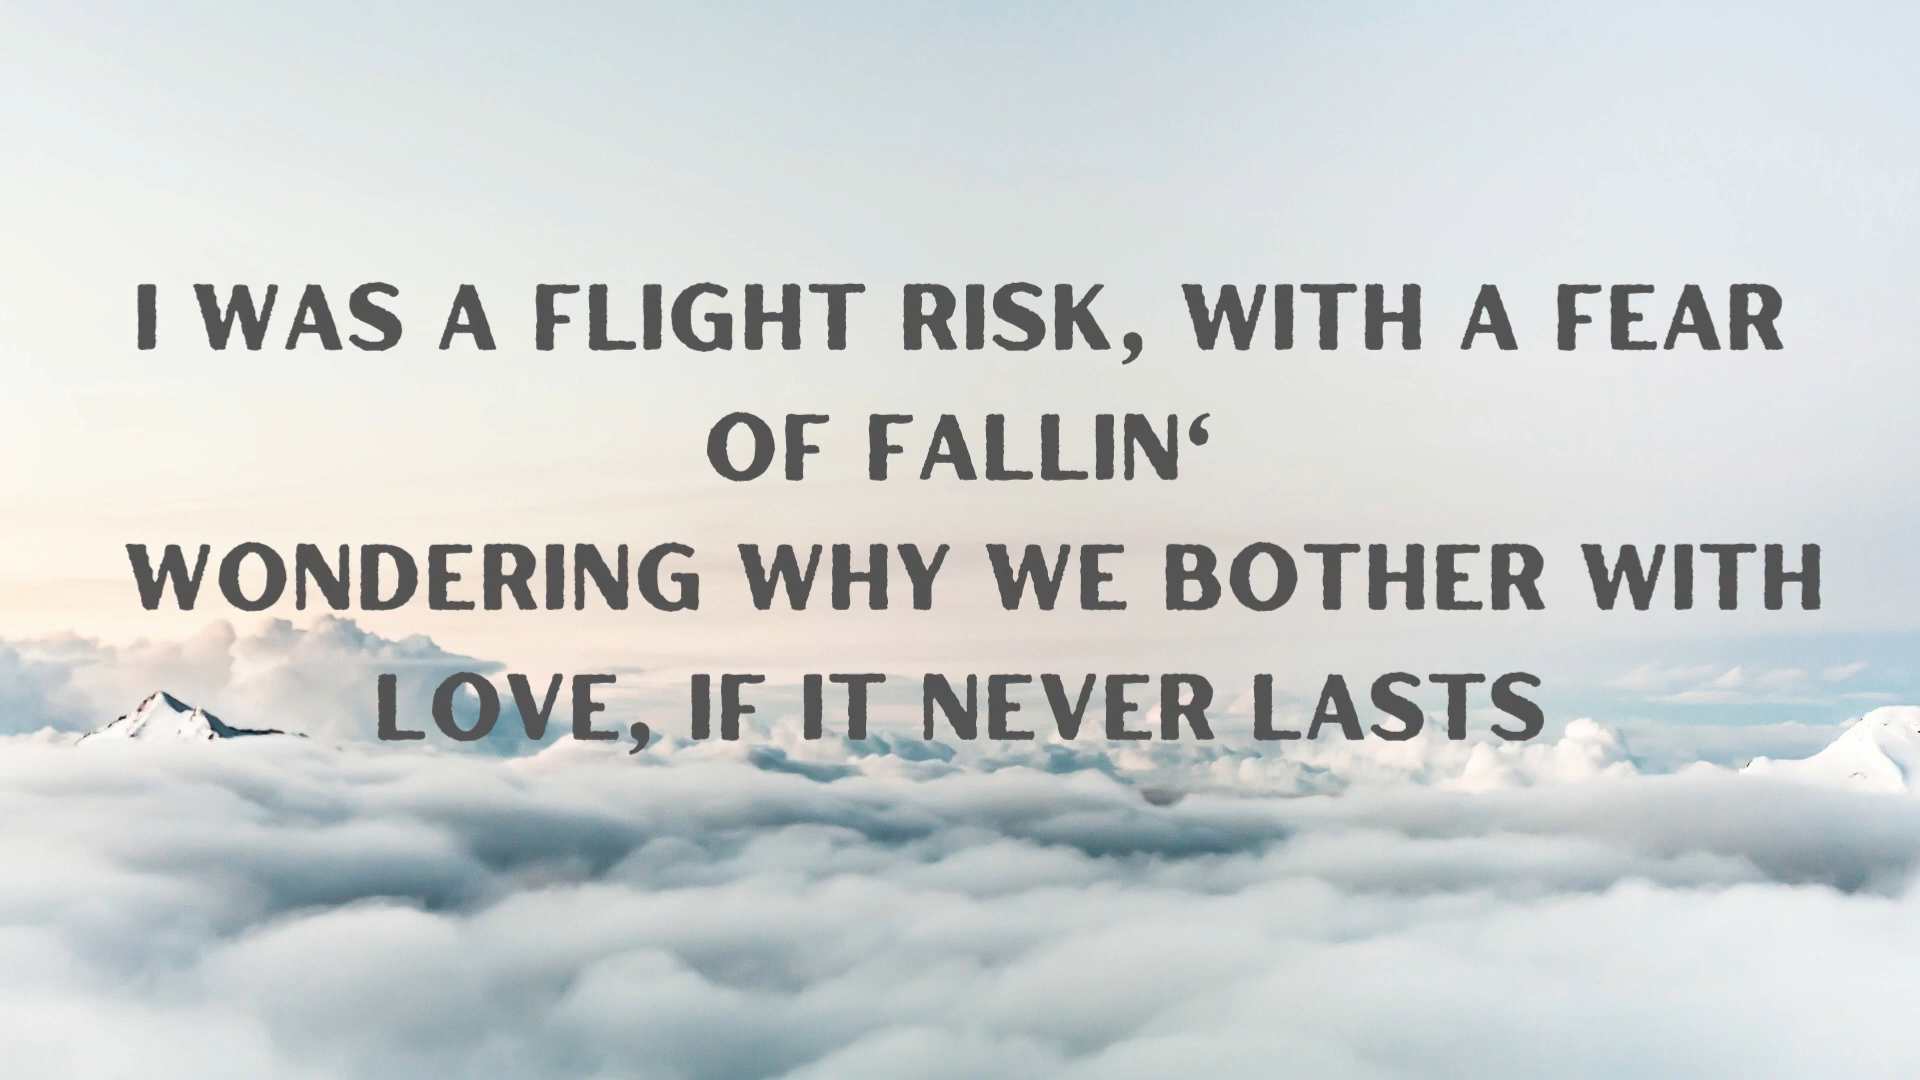 I WAS A FLIGHT RISK, WITH A FEAR
OF FALLIN‘
WONDERING WHY WE BOTHER WITH
LOVE, IF IT NEVER LASTS